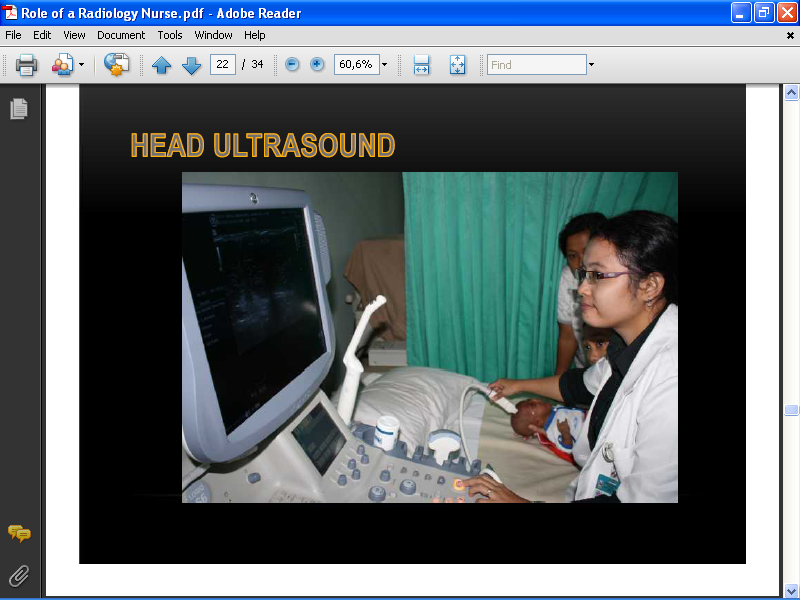 Role of a Radiology Nurse.pdf - Adobe Reader
File Edit View Document Tools Window Help
22 / 34 60,6% Find
HEAD ULTRASOUND